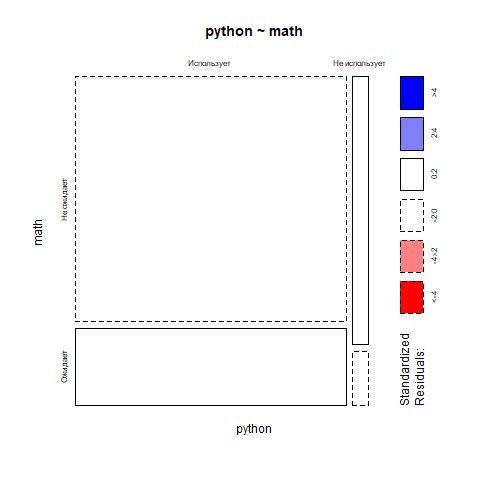 python ~ math
Использует
Не использует
Не ожидает
Ожидает
math
python
>4
2:4
0:2
-2:0
-4:-2
<-4
Standardized
Residuals: